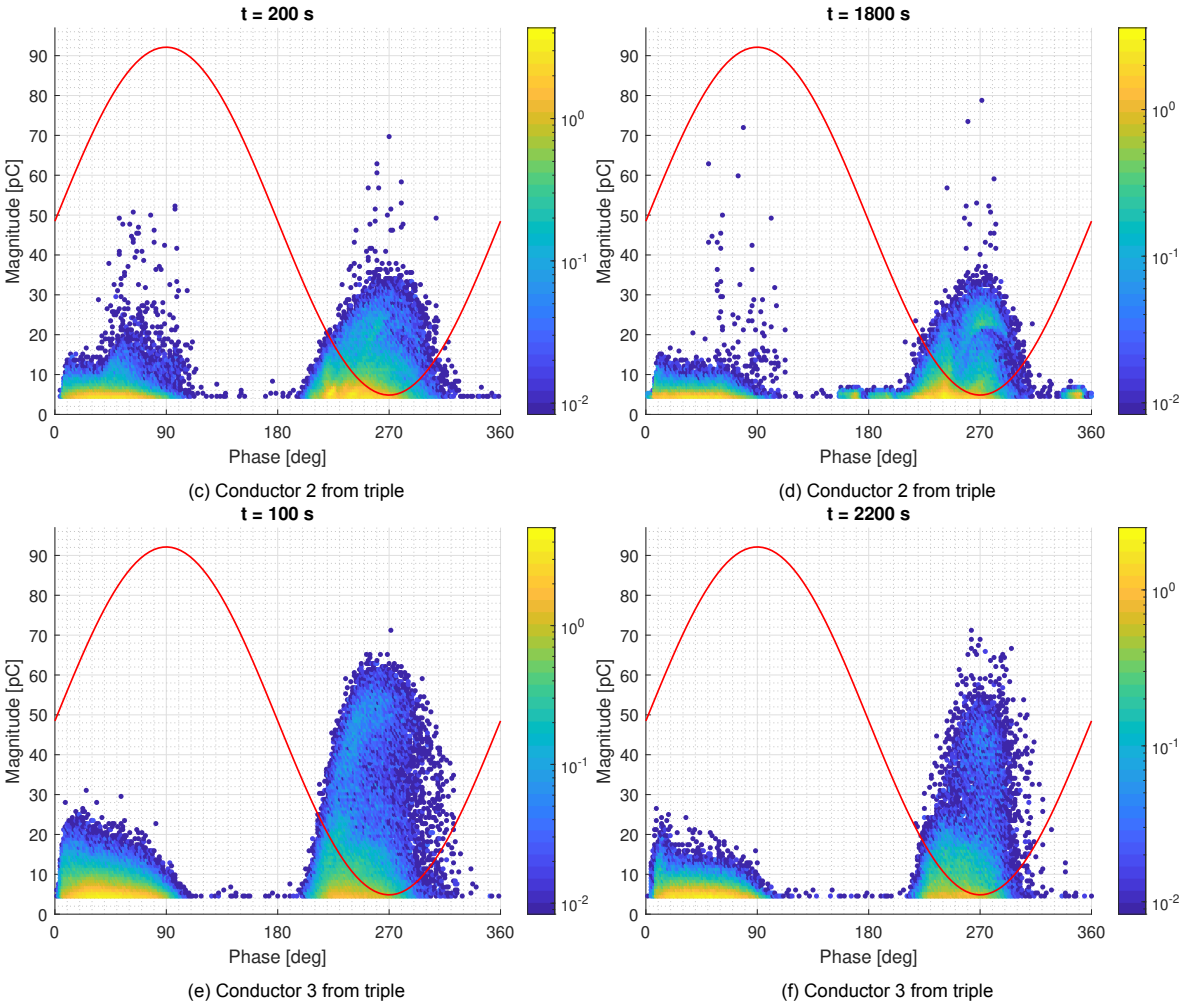 t = 200 s
90
80
70
60
50
40
30
20
10
0
Magnitude [pC]
0 90 180 270 360
Phase [deg]
10^0
10^-1
10^-2
(c) Conductor 2 from triple
t = 1800 s
90
80
70
60
50
40
30
20
10
0
Magnitude [pC]
0 90 180 270 360
Phase [deg]
10^0
10^-1
10^-2
(d) Conductor 2 from triple
t = 100 s
90
80
70
60
50
40
30
20
10
0
Magnitude [pC]
0 90 180 270 360
Phase [deg]
10^0
10^-1
10^-2
(e) Conductor 3 from triple
t = 2200 s
90
80
70
60
50
40
30
20
10
0
Magnitude [pC]
0 90 180 270 360
Phase [deg]
10^0
10^-1
10^-2
(f) Conductor 3 from triple